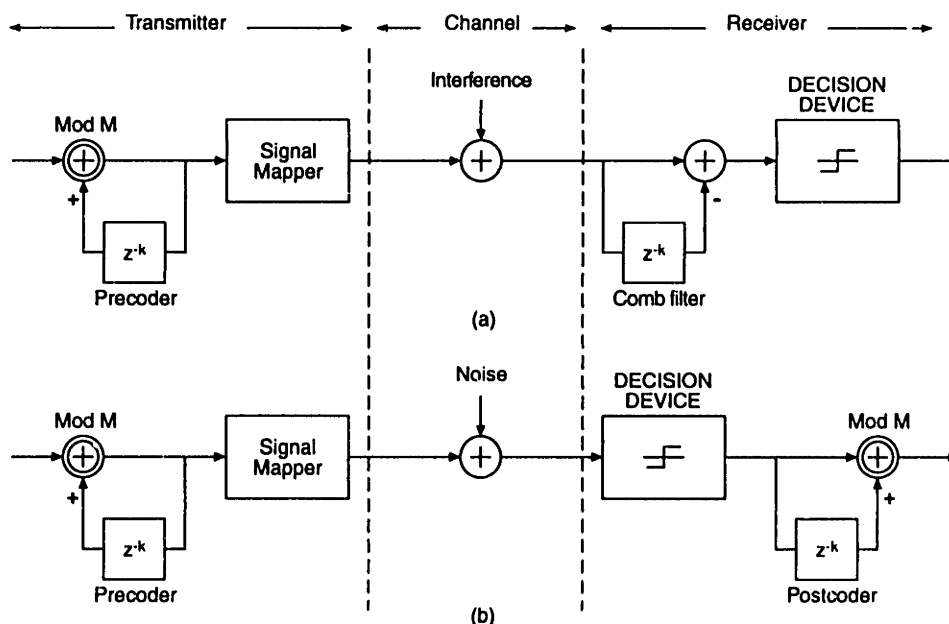 Transmitter
Channel
Receiver
Interference
DECISION
DEVICE
Mod M
Signal
Mapper
+
+
+
+
-
z-k
z-k
Precoder
Comb filter
(a)
Noise
DECISION
DEVICE
Mod M
Mod M
Signal
Mapper
+
+
+
+
+
z-k
z-k
Precoder
Postcoder
(b)